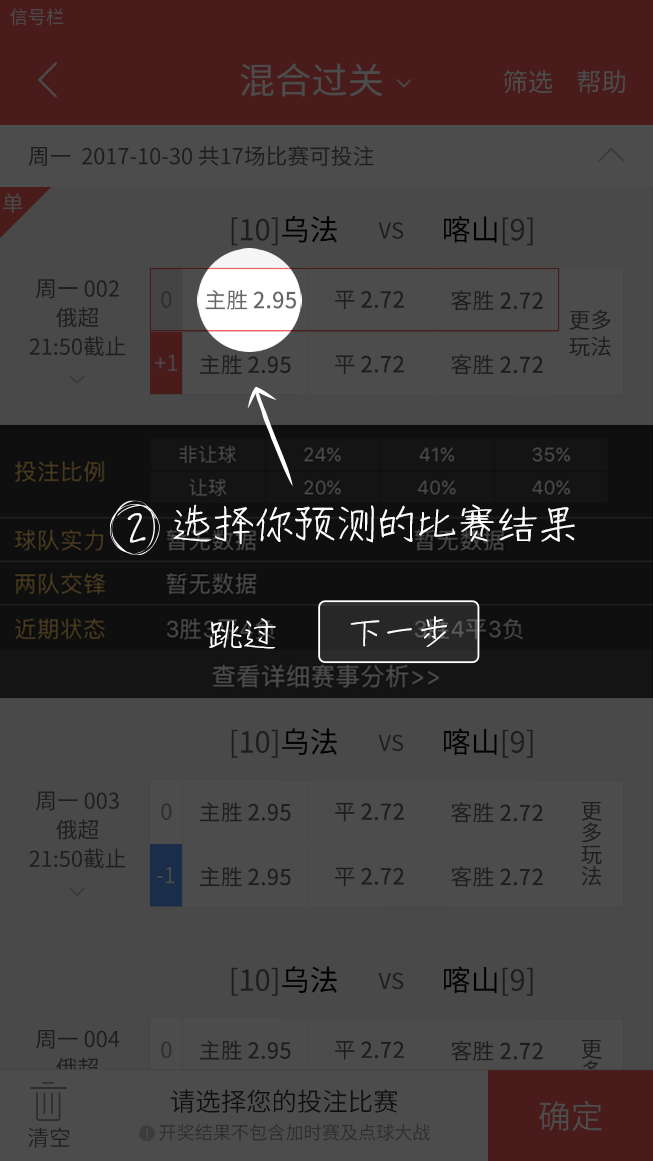 信号栏
混合过关 筛选 帮助
周一 2017-10-30 共17场比赛可投注
单
[10]乌法 VS 喀山[9]
周一 002
俄超
21:50截止
0 主胜 2.95 平 2.72 客胜 2.72
+1 主胜 2.95 平 2.72 客胜 2.72
更多
玩法
投注比例
非让球 24% 41% 35%
让球 20% 40% 40%
② 选择你预测的比赛结果
球队实力 暂无数据 暂无数据
两队交锋 暂无数据
近期状态 3胜3 负 3 4平3负
跳过 下一步
查看详细赛事分析>>
[10]乌法 VS 喀山[9]
周一 003
俄超
21:50截止
0 主胜 2.95 平 2.72 客胜 2.72
-1 主胜 2.95 平 2.72 客胜 2.72
更
多
玩
法
[10]乌法 VS 喀山[9]
周一 004
俄超
0 主胜 2.95 平 2.72 客胜 2.72
更
多
清空
请选择您的投注比赛
开奖结果不包含加时赛及点球大战
确定